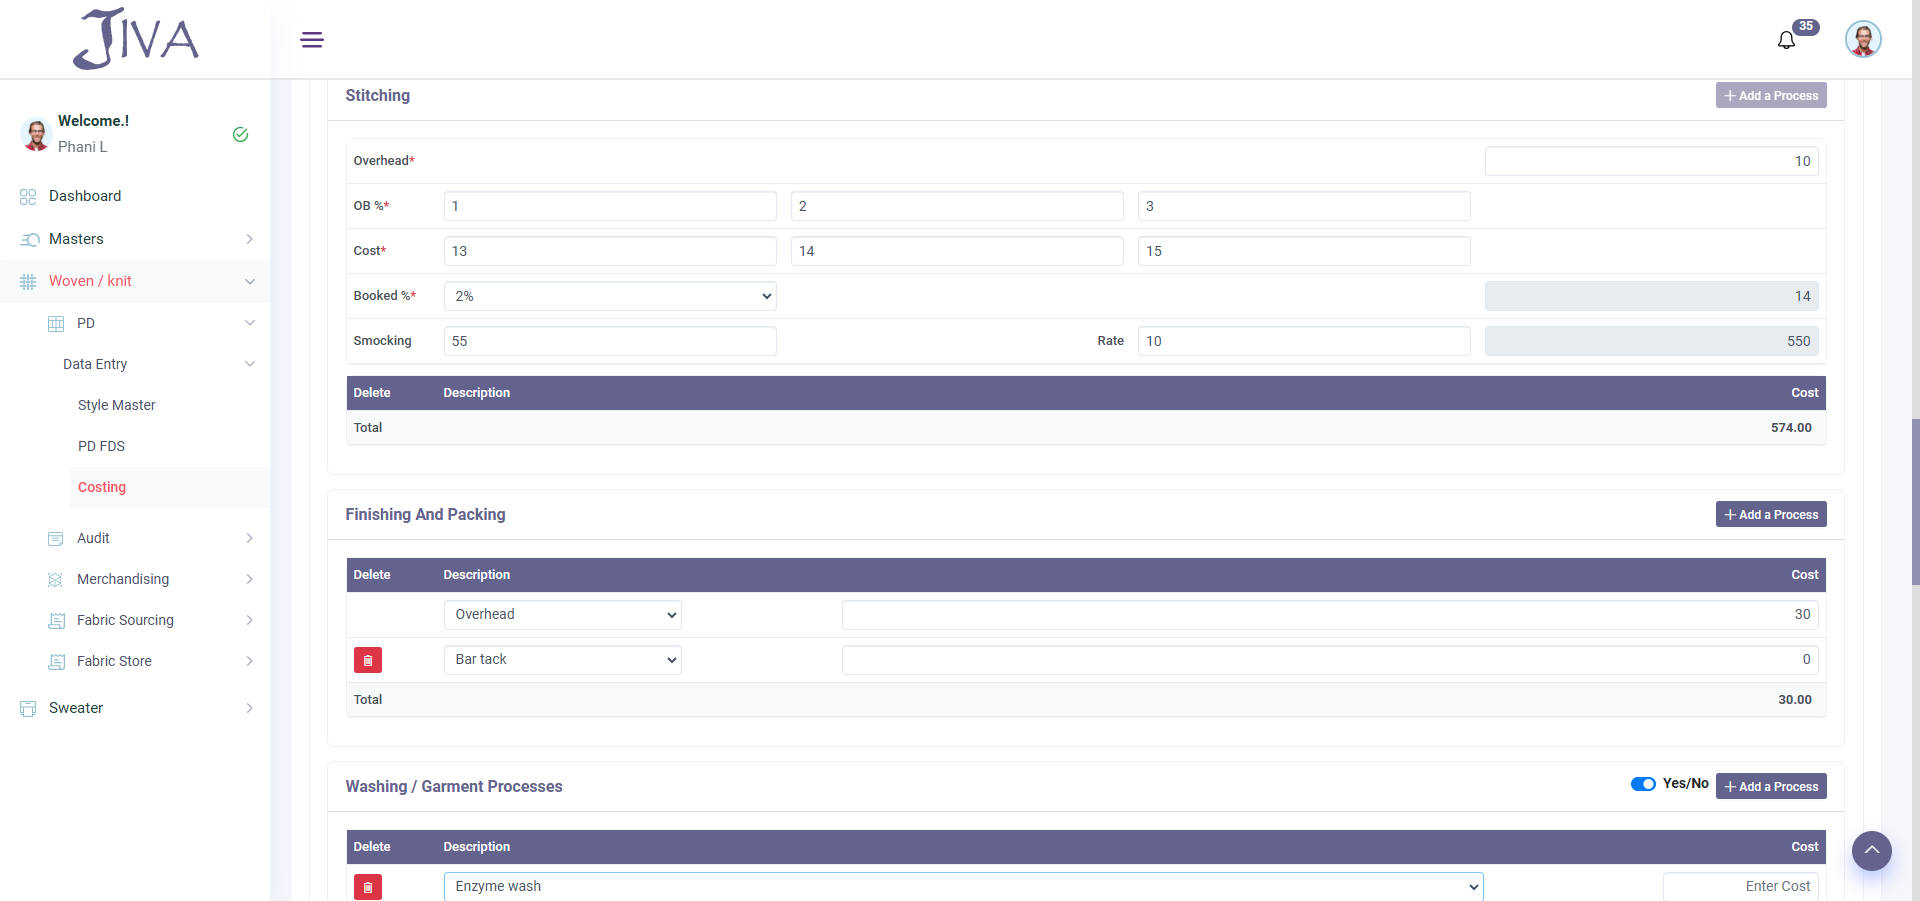 JIVA
35
Welcome.!
Phani L
Dashboard
Masters
Woven / knit
PD
Data Entry
Style Master
PD FDS
Costing
Audit
Merchandising
Fabric Sourcing
Fabric Store
Sweater
Stitching
+ Add a Process
Overhead* 10
OB %* 1 2 3
Cost* 13 14 15
Booked %* 2% 14
Smocking 55 Rate 10 550
Delete Description Cost
Total 574.00
Finishing And Packing
+ Add a Process
Delete Description Cost
Overhead 30
Bar tack 0
Total 30.00
Washing / Garment Processes
Yes/No + Add a Process
Delete Description Cost
Enzyme wash Enter Cost